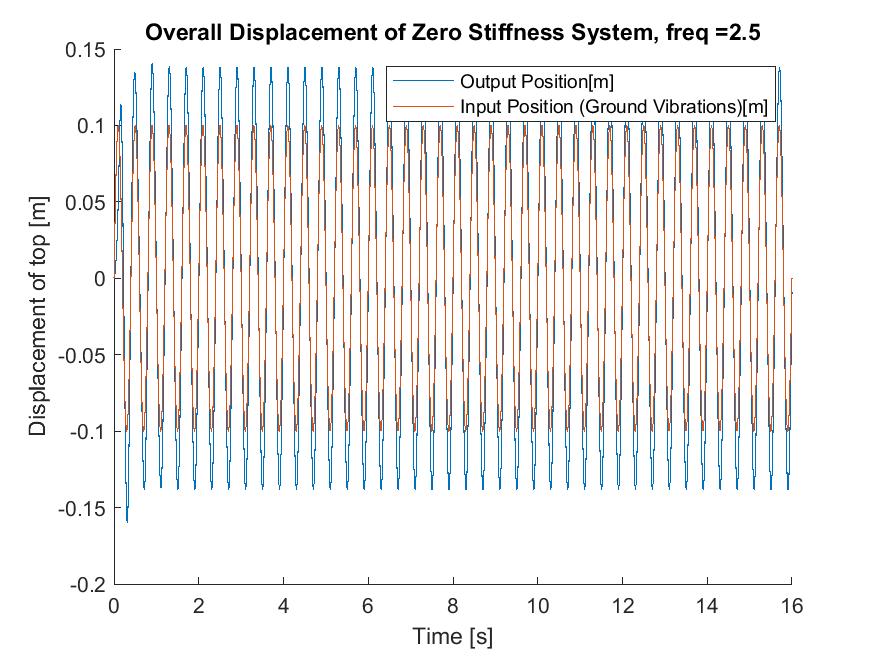 Overall Displacement of Zero Stiffness System, freq =2.5
0.15
Output Position[m]
Input Position (Ground Vibrations)[m]
0.1
0.05
0
-0.05
-0.1
-0.15
-0.2
Displacement of top [m]
0 2 4 6 8 10 12 14 16
Time [s]